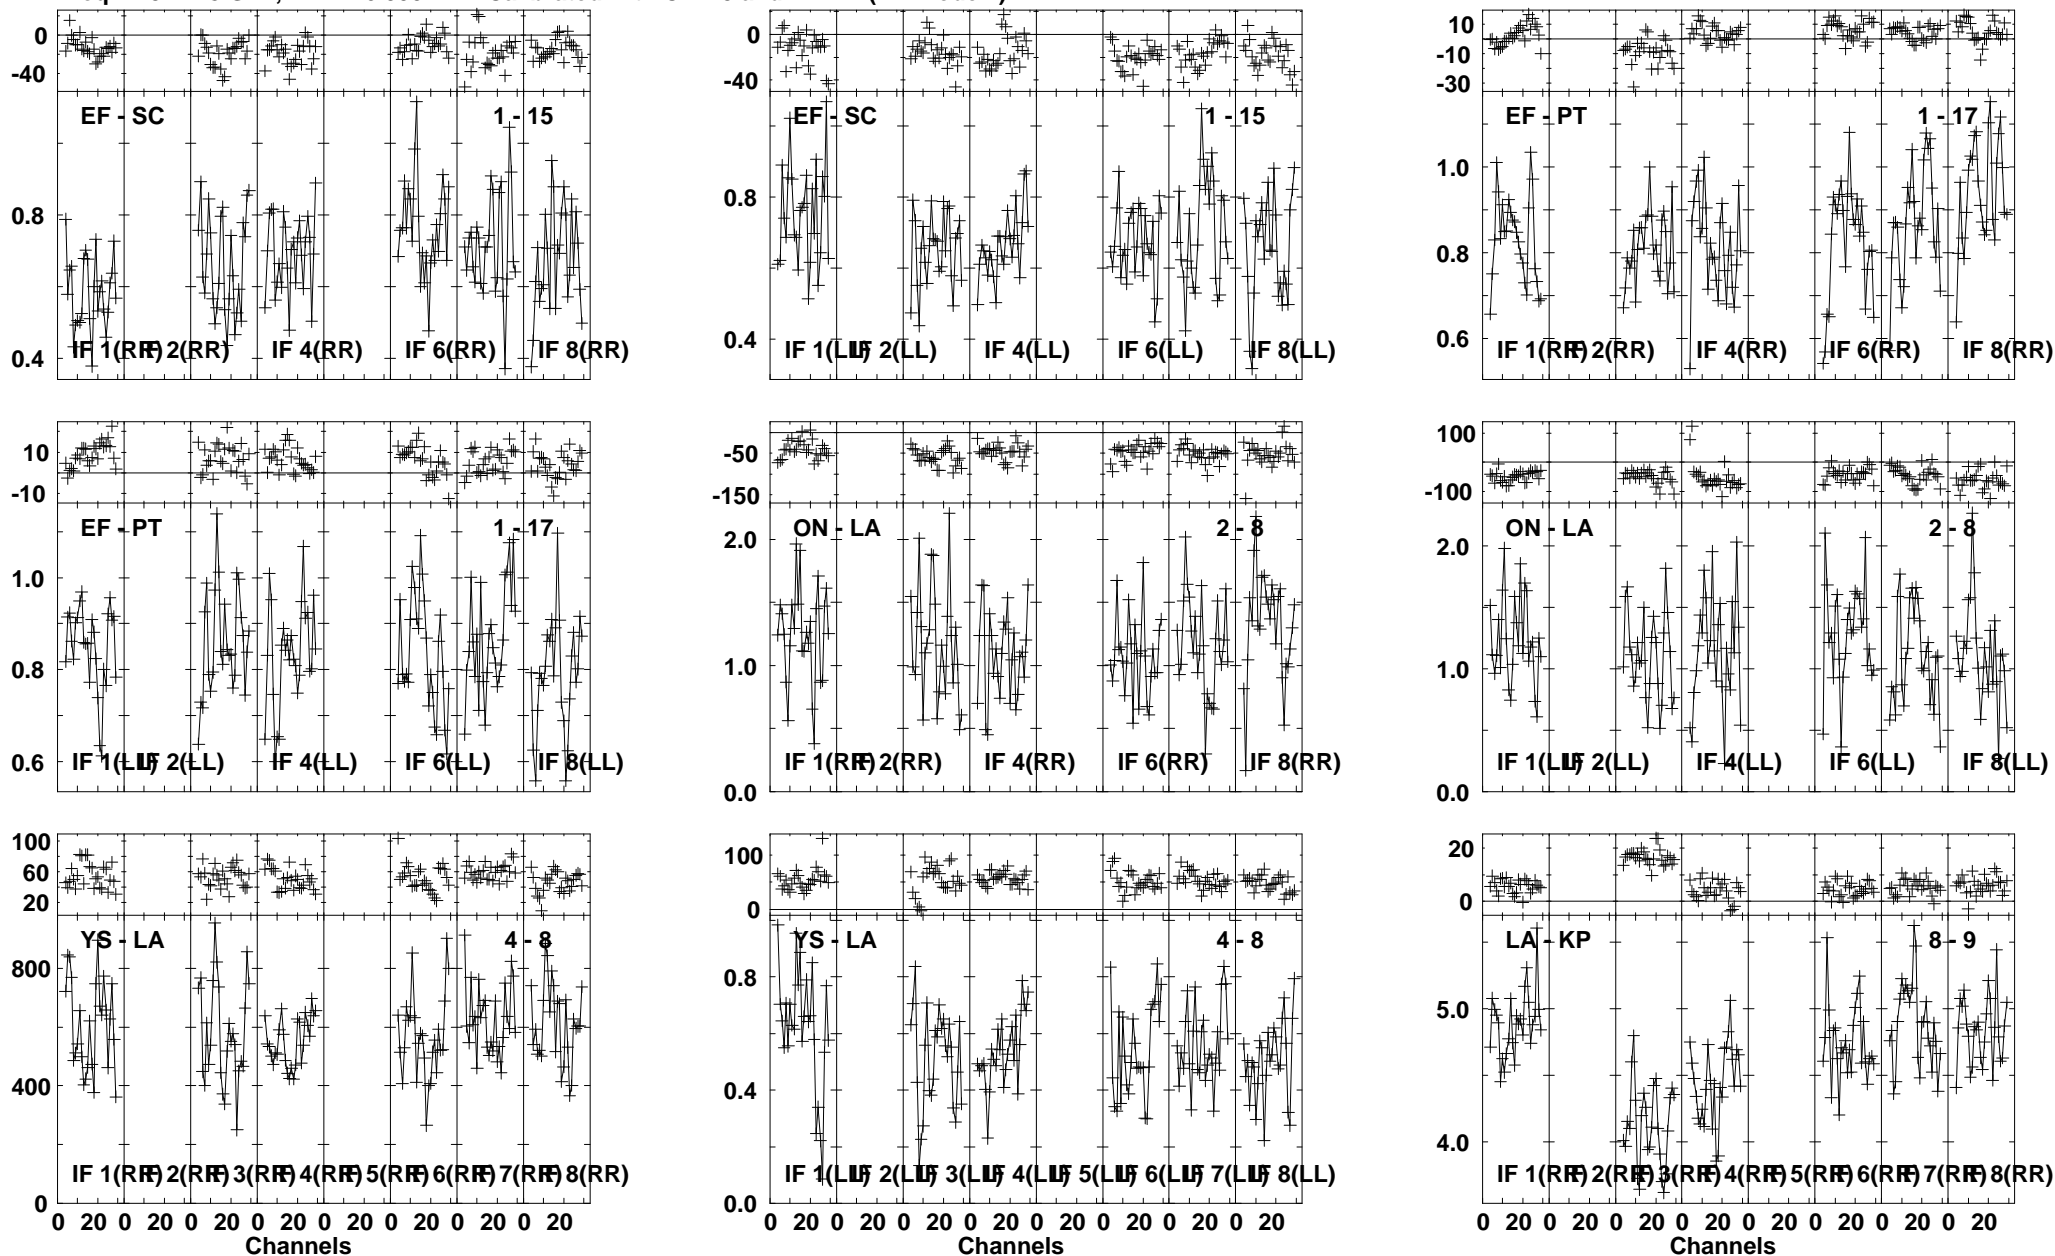 0
-40
EF - SC
1 - 15
0.8
0.4
IF 1(RR)
IF 2(RR)
IF 4(RR)
IF 6(RR)
IF 8(RR)
0
-40
EF - SC
1 - 15
0.8
0.4
IF 1(LL)
IF 2(LL)
IF 4(LL)
IF 6(LL)
IF 8(LL)
10
-10
-30
EF - PT
1 - 17
1.0
0.8
0.6
IF 1(RR)
IF 2(RR)
IF 4(RR)
IF 6(RR)
IF 8(RR)
10
-10
EF - PT
1 - 17
1.0
0.8
0.6
IF 1(LL)
IF 2(LL)
IF 4(LL)
IF 6(LL)
IF 8(LL)
-50
-150
ON - LA
2 - 8
2.0
1.0
0.0
IF 1(RR)
IF 2(RR)
IF 4(RR)
IF 6(RR)
IF 8(RR)
100
-100
ON - LA
2 - 8
2.0
1.0
0.0
IF 1(LL)
IF 2(LL)
IF 4(LL)
IF 6(LL)
IF 8(LL)
100
60
20
YS - LA
4 - 8
800
400
0
IF 1(RR)
IF 2(RR)
IF 3(RR)
IF 4(RR)
IF 5(RR)
IF 6(RR)
IF 7(RR)
IF 8(RR)
0 20 0 20 0 20 0 20 0 20 0 20 0 20 0 20
Channels
100
0
YS - LA
4 - 8
0.8
0.4
0.0
IF 1(LL)
IF 2(LL)
IF 3(LL)
IF 4(LL)
IF 5(LL)
IF 6(LL)
IF 7(LL)
IF 8(LL)
0 20 0 20 0 20 0 20 0 20 0 20 0 20 0 20
Channels
20
0
LA - KP
8 - 9
5.0
4.0
IF 1(RR)
IF 2(RR)
IF 3(RR)
IF 4(RR)
IF 5(RR)
IF 6(RR)
IF 7(RR)
IF 8(RR)
0 20 0 20 0 20 0 20 0 20 0 20 0 20 0 20
Channels